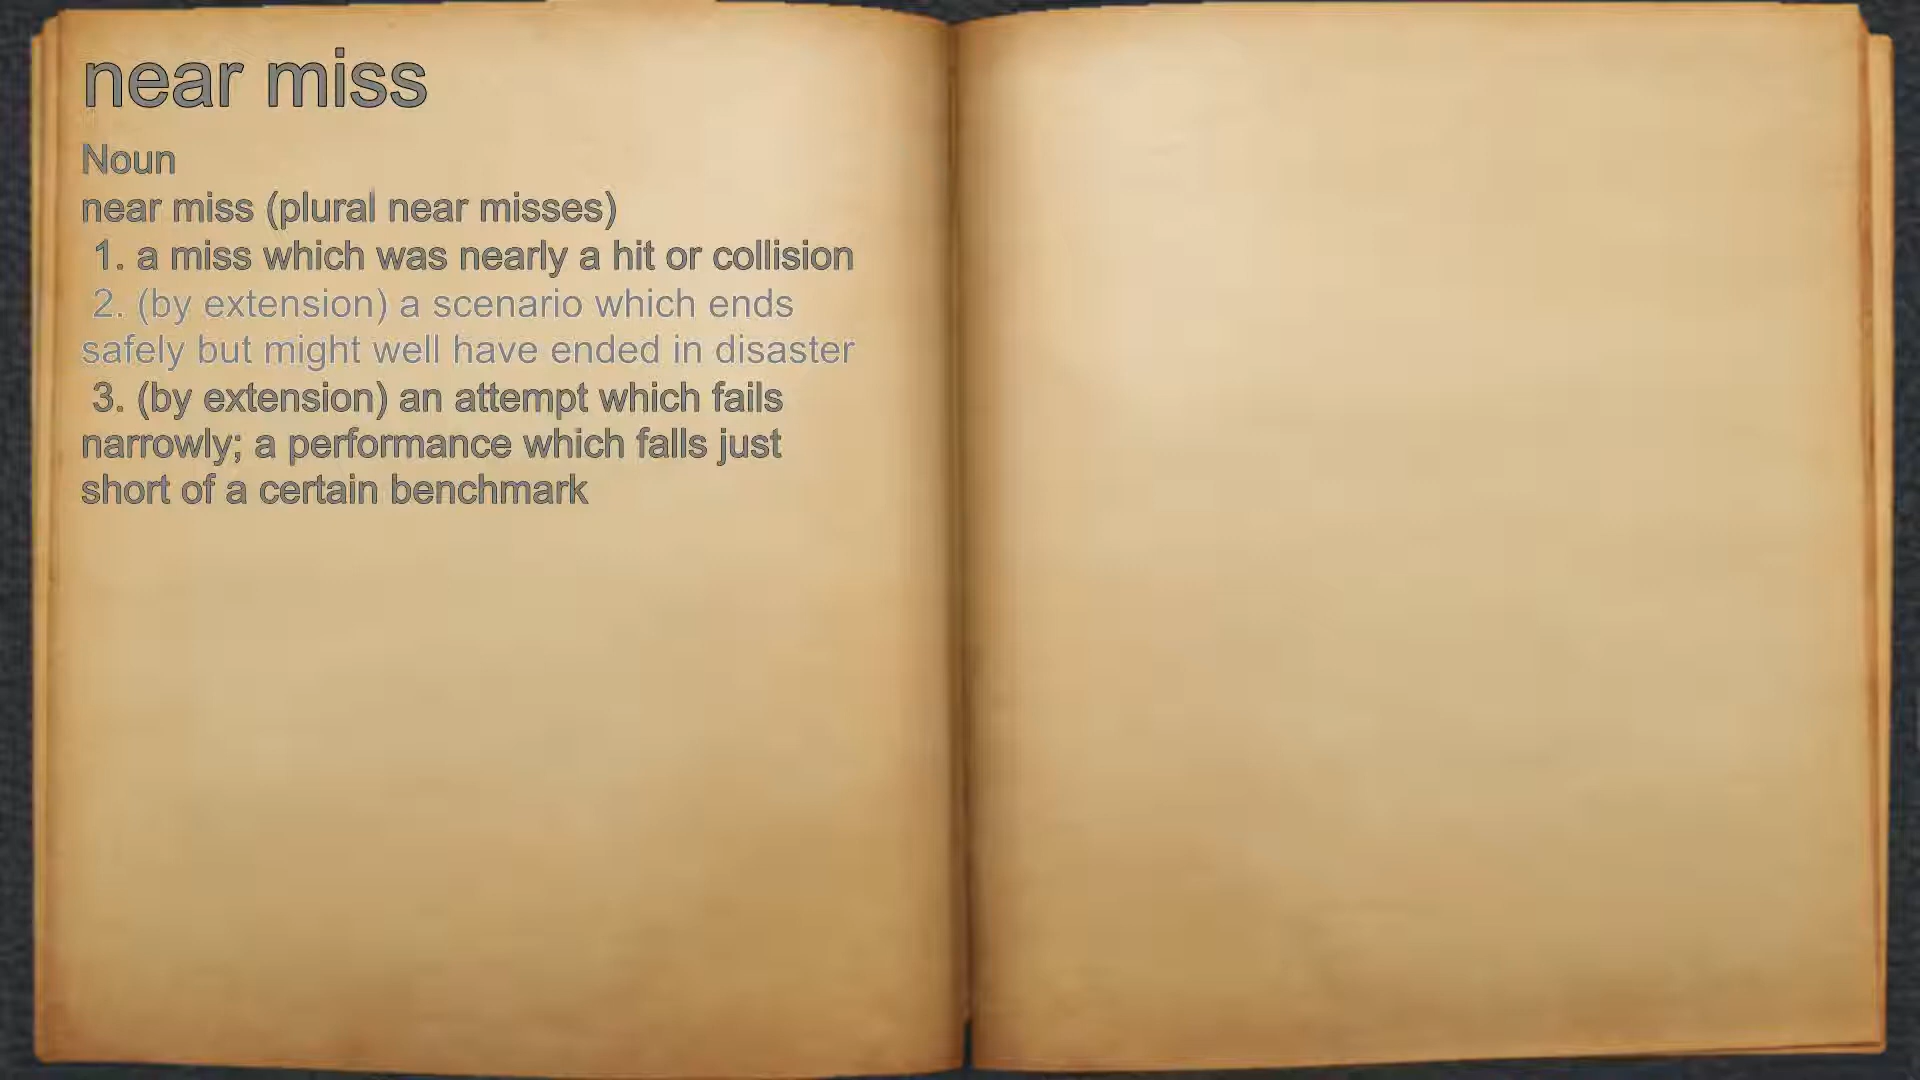 near miss
Noun
near miss (plural near misses)
1. a miss which was nearly a hit or collision
2. (by extension) a scenario which ends
safely but might well have ended in disaster
3. (by extension) an attempt which fails
narrowly; a performance which falls just
short of a certain benchmark